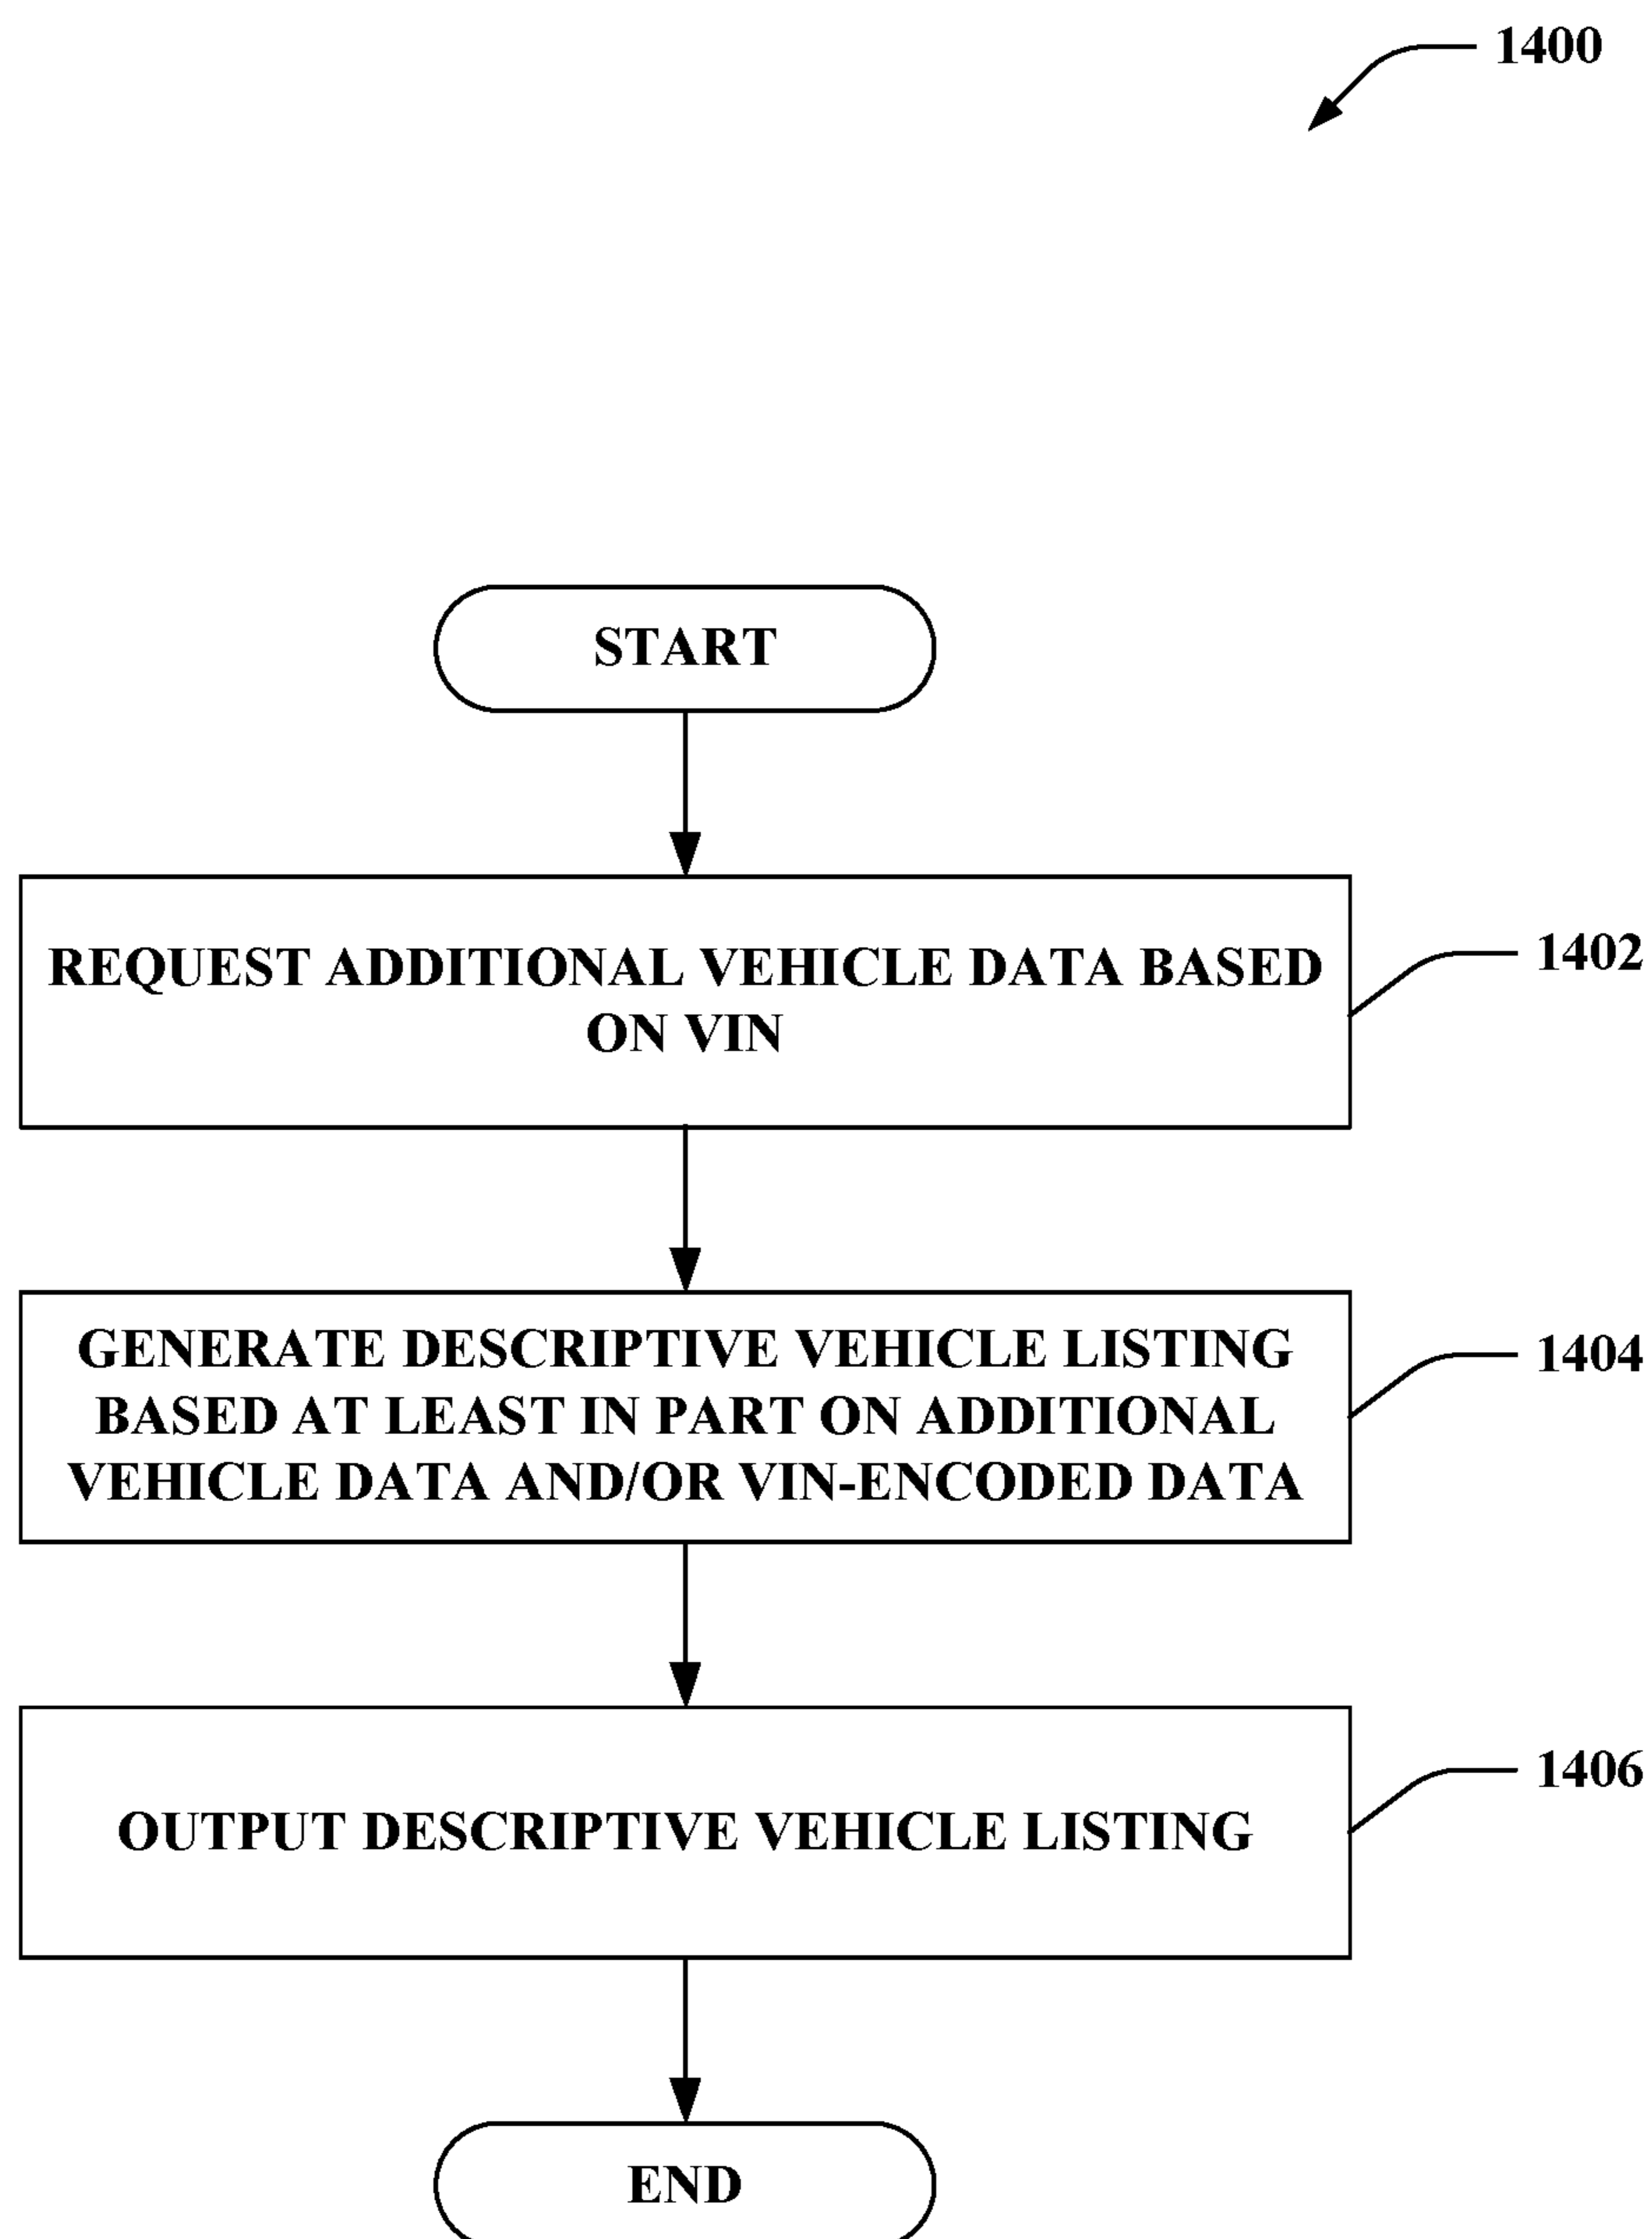 1400
START
REQUEST ADDITIONAL VEHICLE DATA BASED
ON VIN
1402
GENERATE DESCRIPTIVE VEHICLE LISTING
BASED AT LEAST IN PART ON ADDITIONAL
VEHICLE DATA AND/OR VIN-ENCODED DATA
1404
OUTPUT DESCRIPTIVE VEHICLE LISTING
1406
END